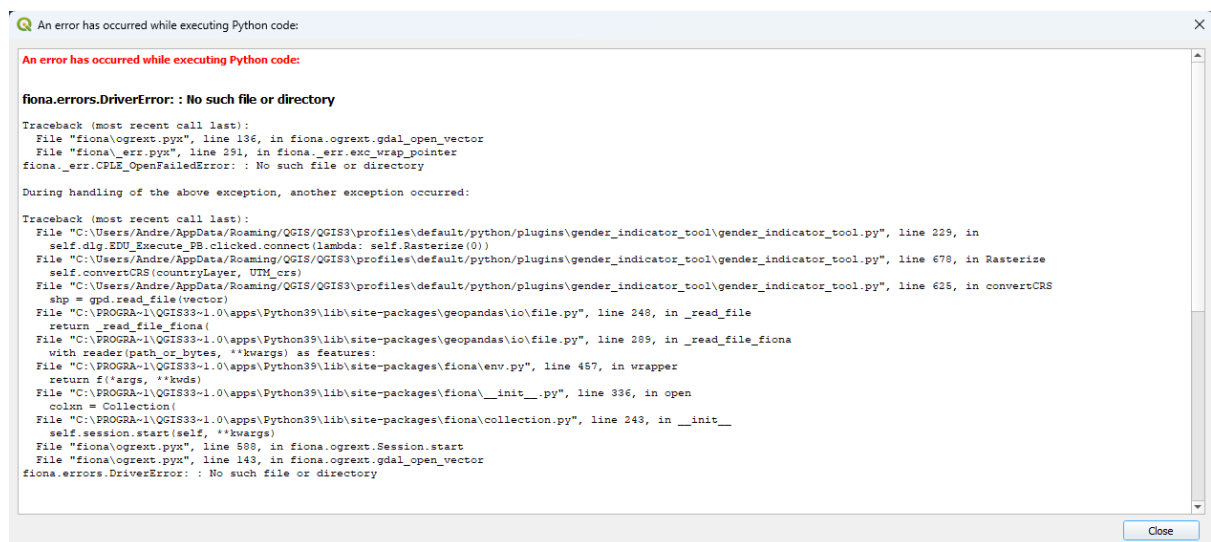 An error has occurred while executing Python code:
An error has occurred while executing Python code:
fiona.errors.DriverError: : No such file or directory
Traceback (most recent call last):
  File "fiona\ogrext.pyx", line 136, in fiona.ogrext.gdal_open_vector
  File "fiona\_err.pyx", line 291, in fiona._err.exc_wrap_pointer
fiona._err.CPLE_OpenFailedError: : No such file or directory
During handling of the above exception, another exception occurred:
Traceback (most recent call last):
  File "C:\Users/Andre/AppData/Roaming/QGIS/QGIS3\profiles\default/python/plugins\gender_indicator_tool\gender_indicator_tool.py", line 229, in
    self.dlg.EDU_Execute_PB.clicked.connect(lambda: self.Rasterize(0))
  File "C:\Users/Andre/AppData/Roaming/QGIS/QGIS3\profiles\default/python/plugins\gender_indicator_tool\gender_indicator_tool.py", line 678, in Rasterize
    self.convertCRS(countryLayer, UTM_crs)
  File "C:\Users/Andre/AppData/Roaming/QGIS/QGIS3\profiles\default/python/plugins\gender_indicator_tool\gender_indicator_tool.py", line 625, in convertCRS
    shp = gpd.read_file(vector)
  File "C:\PROGRA~1\QGIS33~1.0\apps\Python39\lib\site-packages\geopandas\io\file.py", line 248, in _read_file
    return _read_file_fiona(
  File "C:\PROGRA~1\QGIS33~1.0\apps\Python39\lib\site-packages\geopandas\io\file.py", line 289, in _read_file_fiona
    with reader(path_or_bytes, **kwargs) as features:
  File "C:\PROGRA~1\QGIS33~1.0\apps\Python39\lib\site-packages\fiona\env.py", line 457, in wrapper
    return f(*args, **kwds)
  File "C:\PROGRA~1\QGIS33~1.0\apps\Python39\lib\site-packages\fiona\__init__.py", line 336, in open
    colxn = Collection(
  File "C:\PROGRA~1\QGIS33~1.0\apps\Python39\lib\site-packages\fiona\collection.py", line 243, in __init__
    self.session.start(self, **kwargs)
  File "fiona\ogrext.pyx", line 588, in fiona.ogrext.Session.start
  File "fiona\ogrext.pyx", line 143, in fiona.ogrext.gdal_open_vector
fiona.errors.DriverError: : No such file or directory
Close